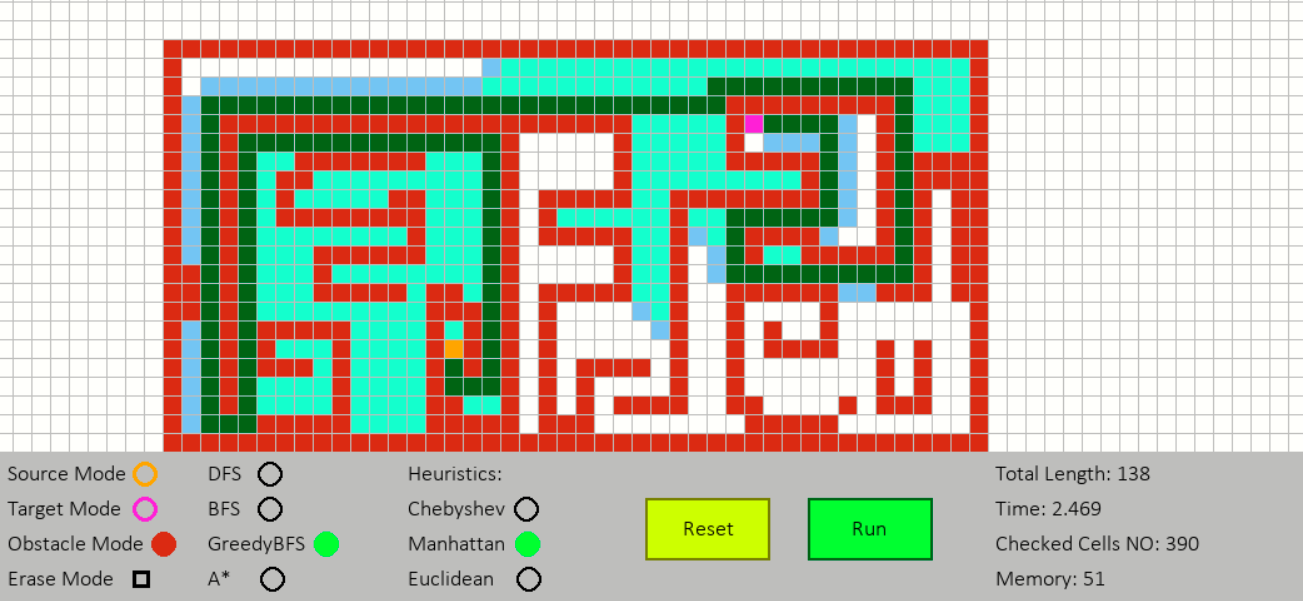 Source Mode DFS Heuristics: Total Length: 138
Target Mode BFS Chebyshev Reset Run Time: 2.469
Obstacle Mode GreedyBFS Manhattan Checked Cells NO: 390
Erase Mode A* Euclidean Memory: 51